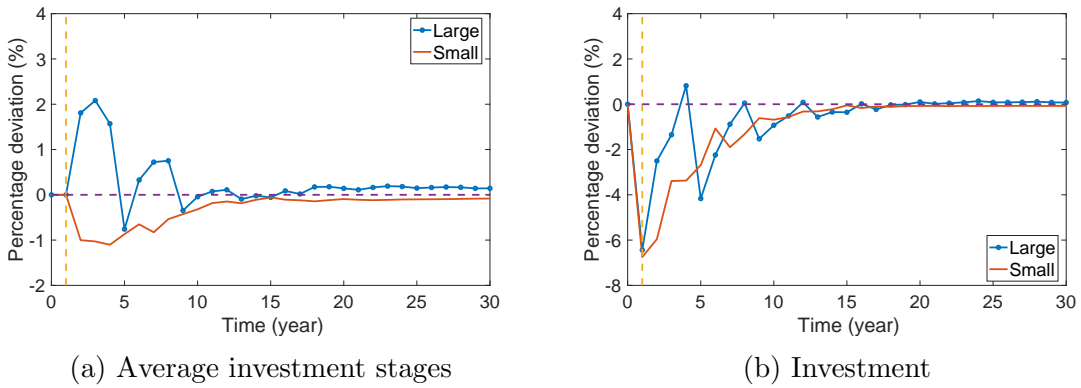 4
3
2
1
0
-1
-2
Percentage deviation (%)
Large
Small
0 5 10 15 20 25 30
Time (year)
(a) Average investment stages
4
2
0
-2
-4
-6
-8
Percentage deviation (%)
Large
Small
0 5 10 15 20 25 30
Time (year)
(b) Investment